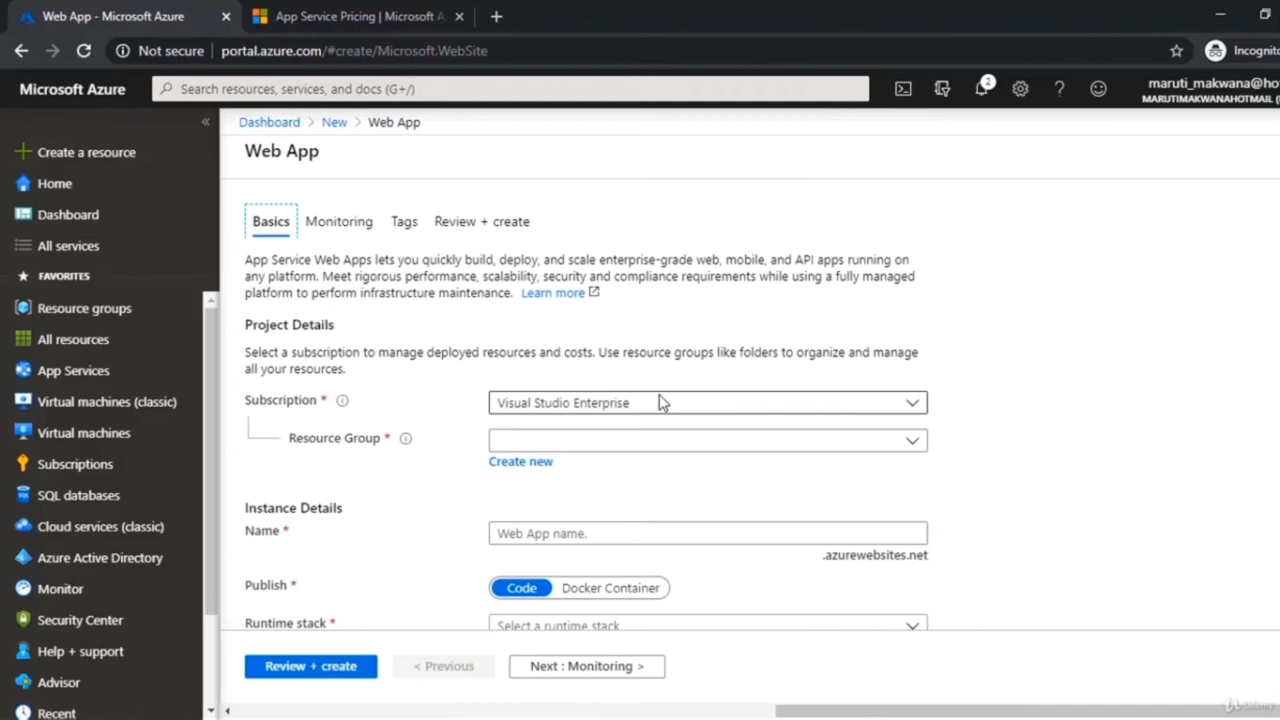 Web App - Microsoft Azure
App Service Pricing | Microsoft A
Not secure
portal.azure.com/#create/Microsoft.WebSite
Incognito
Microsoft Azure
Search resources, services, and docs (G+/)
2
maruti_makwana@ho
MARUTIMAKWANAHOTMAIL (
Create a resource
Home
Dashboard
All services
FAVORITES
Resource groups
All resources
App Services
Virtual machines (classic)
Virtual machines
Subscriptions
SQL databases
Cloud services (classic)
Azure Active Directory
Monitor
Security Center
Help + support
Advisor
Recent
Dashboard > New > Web App
Web App
Basics Monitoring Tags Review + create
App Service Web Apps lets you quickly build, deploy, and scale enterprise-grade web, mobile, and API apps running on
any platform. Meet rigorous performance, scalability, security and compliance requirements while using a fully managed
platform to perform infrastructure maintenance. Learn more
Project Details
Select a subscription to manage deployed resources and costs. Use resource groups like folders to organize and manage
all your resources.
Subscription *
Visual Studio Enterprise
Resource Group *
Create new
Instance Details
Name *
Web App name.
.azurewebsites.net
Publish *
Code Docker Container
Runtime stack *
Select a runtime stack
Review + create
< Previous
Next : Monitoring >
Udemy